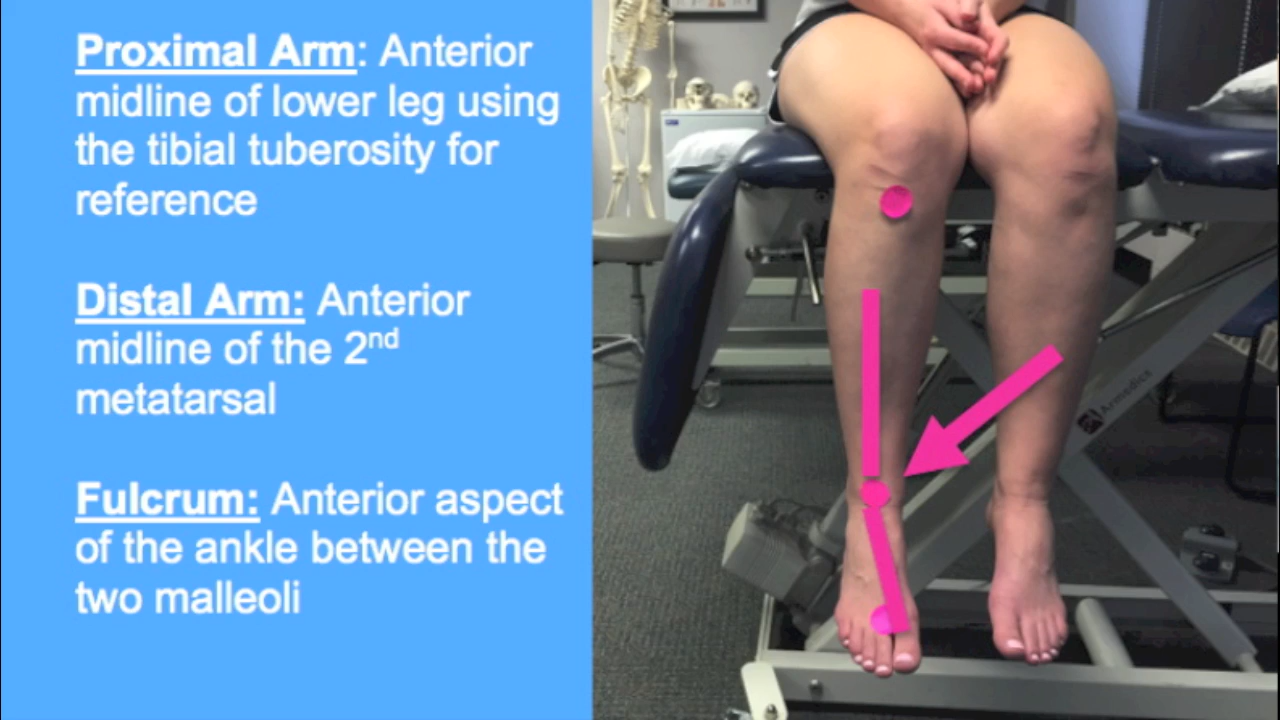 Proximal Arm: Anterior
midline of lower leg using
the tibial tuberosity for
reference
Distal Arm: Anterior
midline of the 2nd
metatarsal
Fulcrum: Anterior aspect
of the ankle between the
two malleoli
Armedica